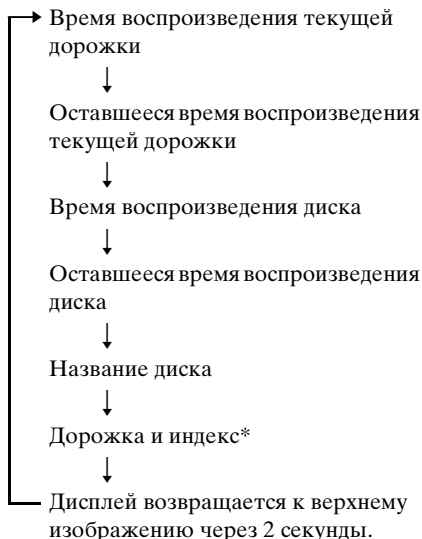 Время воспроизведения текущей
дорожки
Оставшееся время воспроизведения
текущей дорожки
Время воспроизведения диска
Оставшееся время воспроизведения
диска
Название диска
Дорожка и индекс*
Дисплей возвращается к верхнему
изображению через 2 секунды.